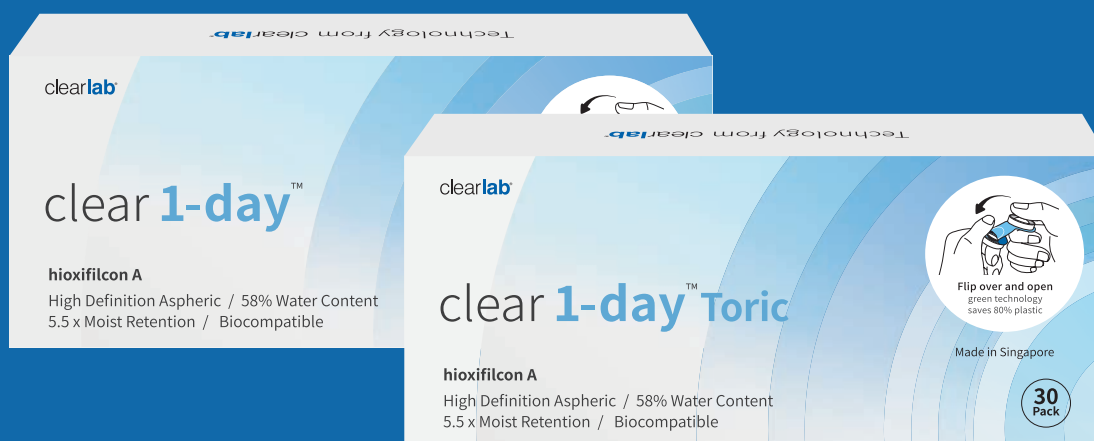 Technology from clearlab®
clearlab®
clear 1-day™
hioxifilcon A
High Definition Aspheric / 58% Water Content
5.5 x Moist Retention / Biocompatible
Technology from clearlab®
clearlab®
clear 1-day™ Toric
hioxifilcon A
High Definition Aspheric / 58% Water Content
5.5 x Moist Retention / Biocompatible
Flip over and open
green technology
saves 80% plastic
Made in Singapore
30
Pack